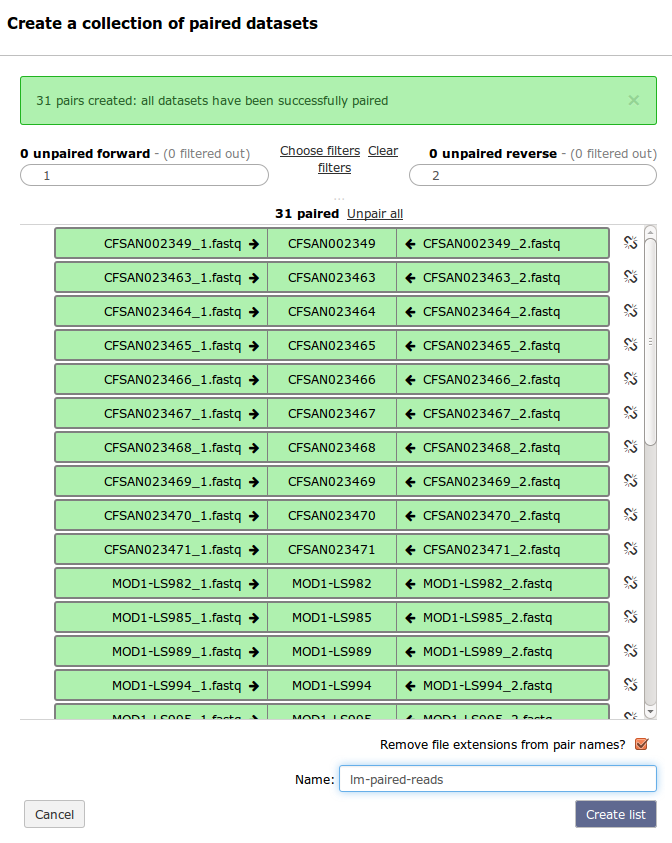 Create a collection of paired datasets
31 pairs created: all datasets have been successfully paired ×
0 unpaired forward - (0 filtered out) Choose filters Clear filters 0 unpaired reverse - (0 filtered out)
1 2
...
31 paired Unpair all
CFSAN002349_1.fastq → CFSAN002349 ← CFSAN002349_2.fastq
CFSAN023463_1.fastq → CFSAN023463 ← CFSAN023463_2.fastq
CFSAN023464_1.fastq → CFSAN023464 ← CFSAN023464_2.fastq
CFSAN023465_1.fastq → CFSAN023465 ← CFSAN023465_2.fastq
CFSAN023466_1.fastq → CFSAN023466 ← CFSAN023466_2.fastq
CFSAN023467_1.fastq → CFSAN023467 ← CFSAN023467_2.fastq
CFSAN023468_1.fastq → CFSAN023468 ← CFSAN023468_2.fastq
CFSAN023469_1.fastq → CFSAN023469 ← CFSAN023469_2.fastq
CFSAN023470_1.fastq → CFSAN023470 ← CFSAN023470_2.fastq
CFSAN023471_1.fastq → CFSAN023471 ← CFSAN023471_2.fastq
MOD1-LS982_1.fastq → MOD1-LS982 ← MOD1-LS982_2.fastq
MOD1-LS985_1.fastq → MOD1-LS985 ← MOD1-LS985_2.fastq
MOD1-LS989_1.fastq → MOD1-LS989 ← MOD1-LS989_2.fastq
MOD1-LS994_1.fastq → MOD1-LS994 ← MOD1-LS994_2.fastq
Remove file extensions from pair names?
Name: lm-paired-reads
Cancel Create list